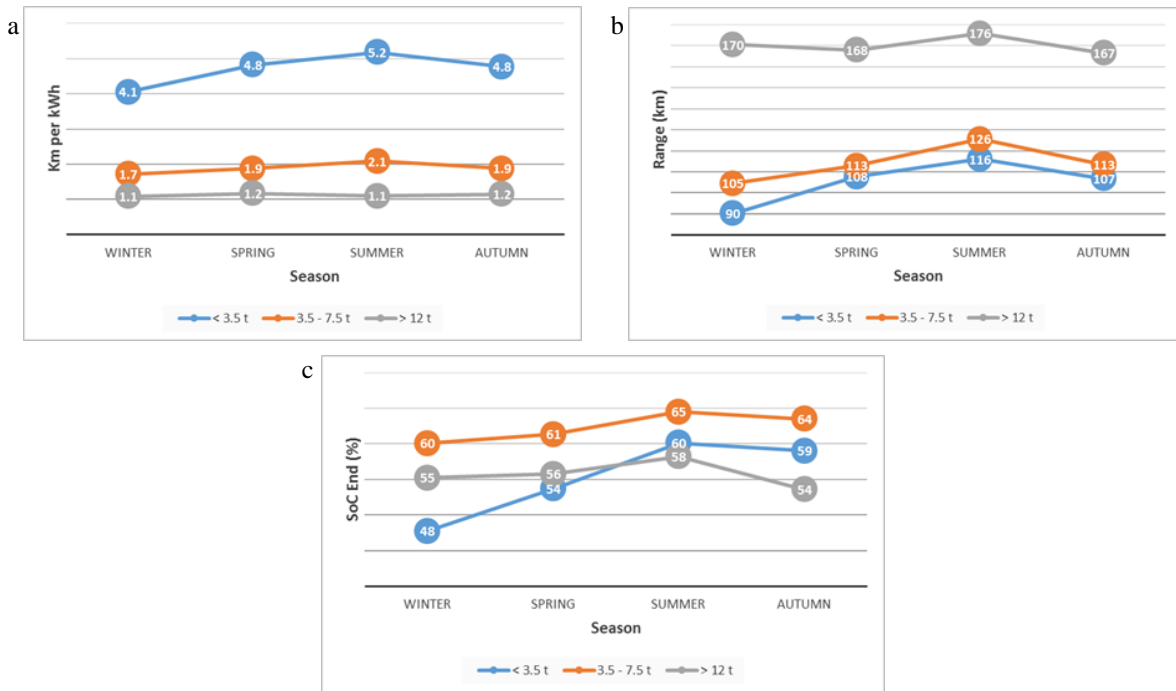 a
Km per kWh
4.1 4.8 5.2 4.8
1.7 1.9 2.1 1.9
1.1 1.2 1.1 1.2
WINTER SPRING SUMMER AUTUMN
Season
< 3.5 t 3.5 - 7.5 t > 12 t
b
Range (km)
170 168 176 167
105 113 126 113
90 108 116 107
WINTER SPRING SUMMER AUTUMN
Season
< 3.5 t 3.5 - 7.5 t > 12 t
c
SoC End (%)
60 61 65 64
55 56 58 54
48 54 60 59
WINTER SPRING SUMMER AUTUMN
Season
< 3.5 t 3.5 - 7.5 t > 12 t